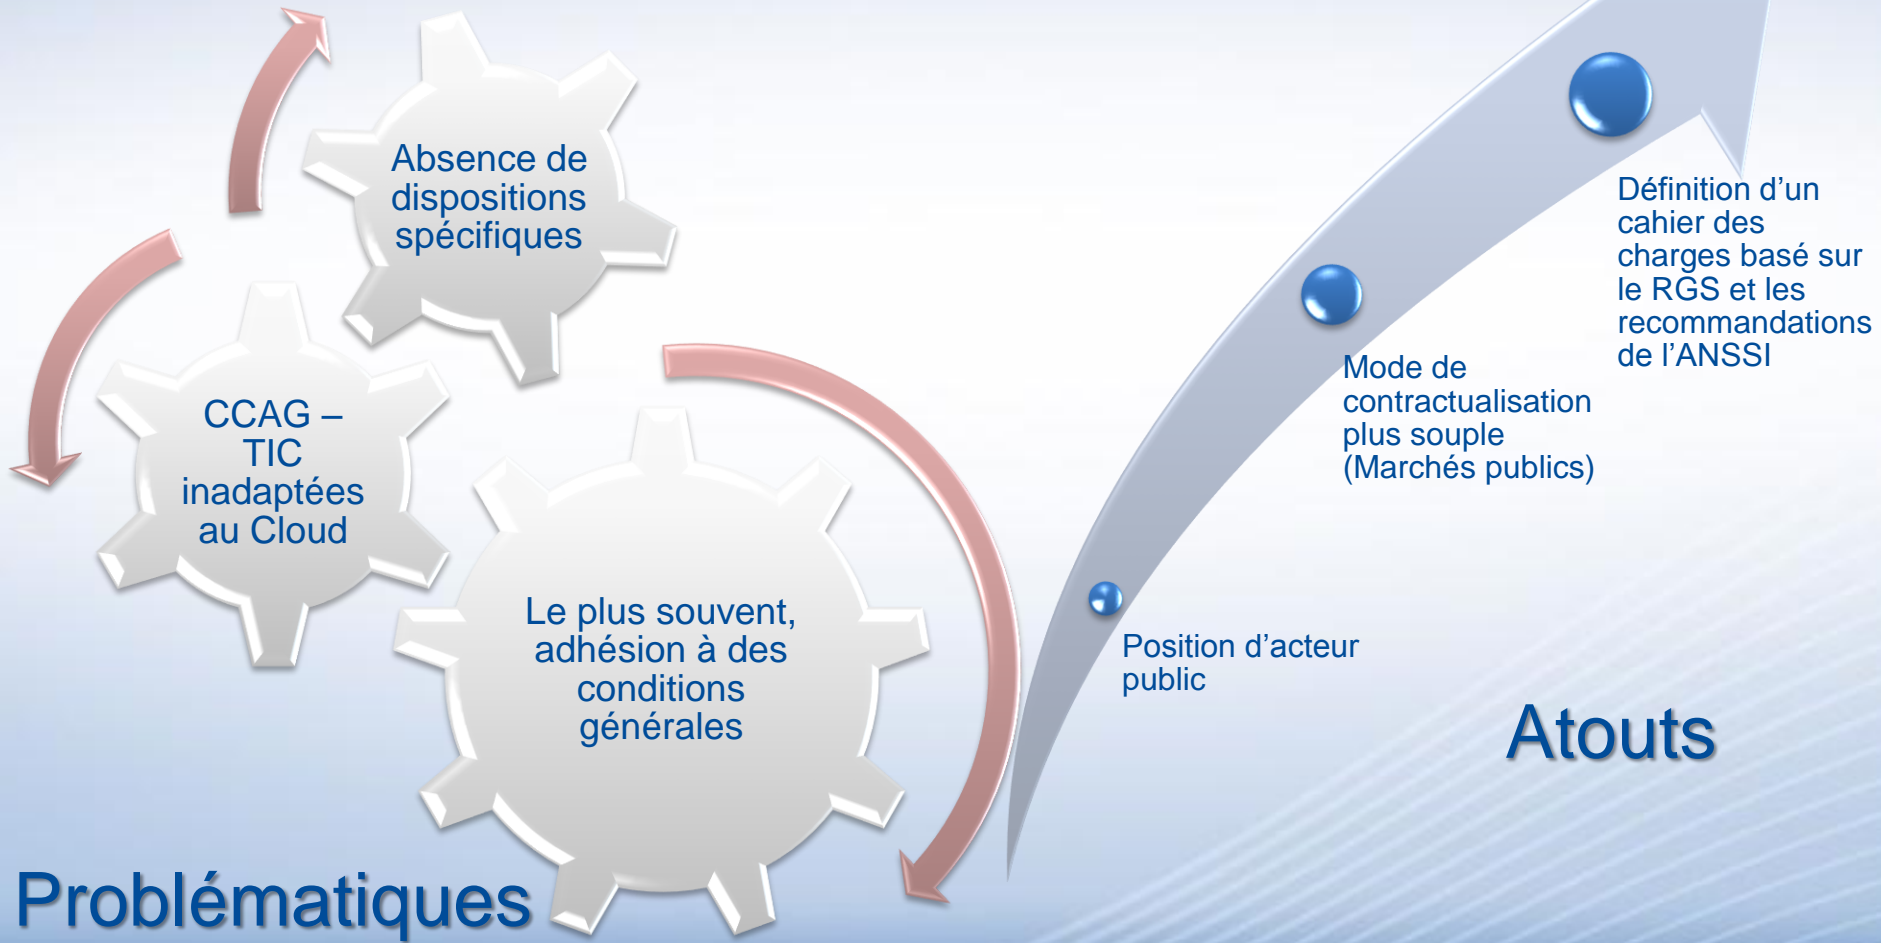 Absence de
dispositions
spécifiques
CCAG –
TIC
inadaptées
au Cloud
Le plus souvent,
adhésion à des
conditions
générales
Problématiques
Définition d’un
cahier des
charges basé sur
le RGS et les
recommandations
de l’ANSSI
Mode de
contractualisation
plus souple
(Marchés publics)
Position d’acteur
public
Atouts